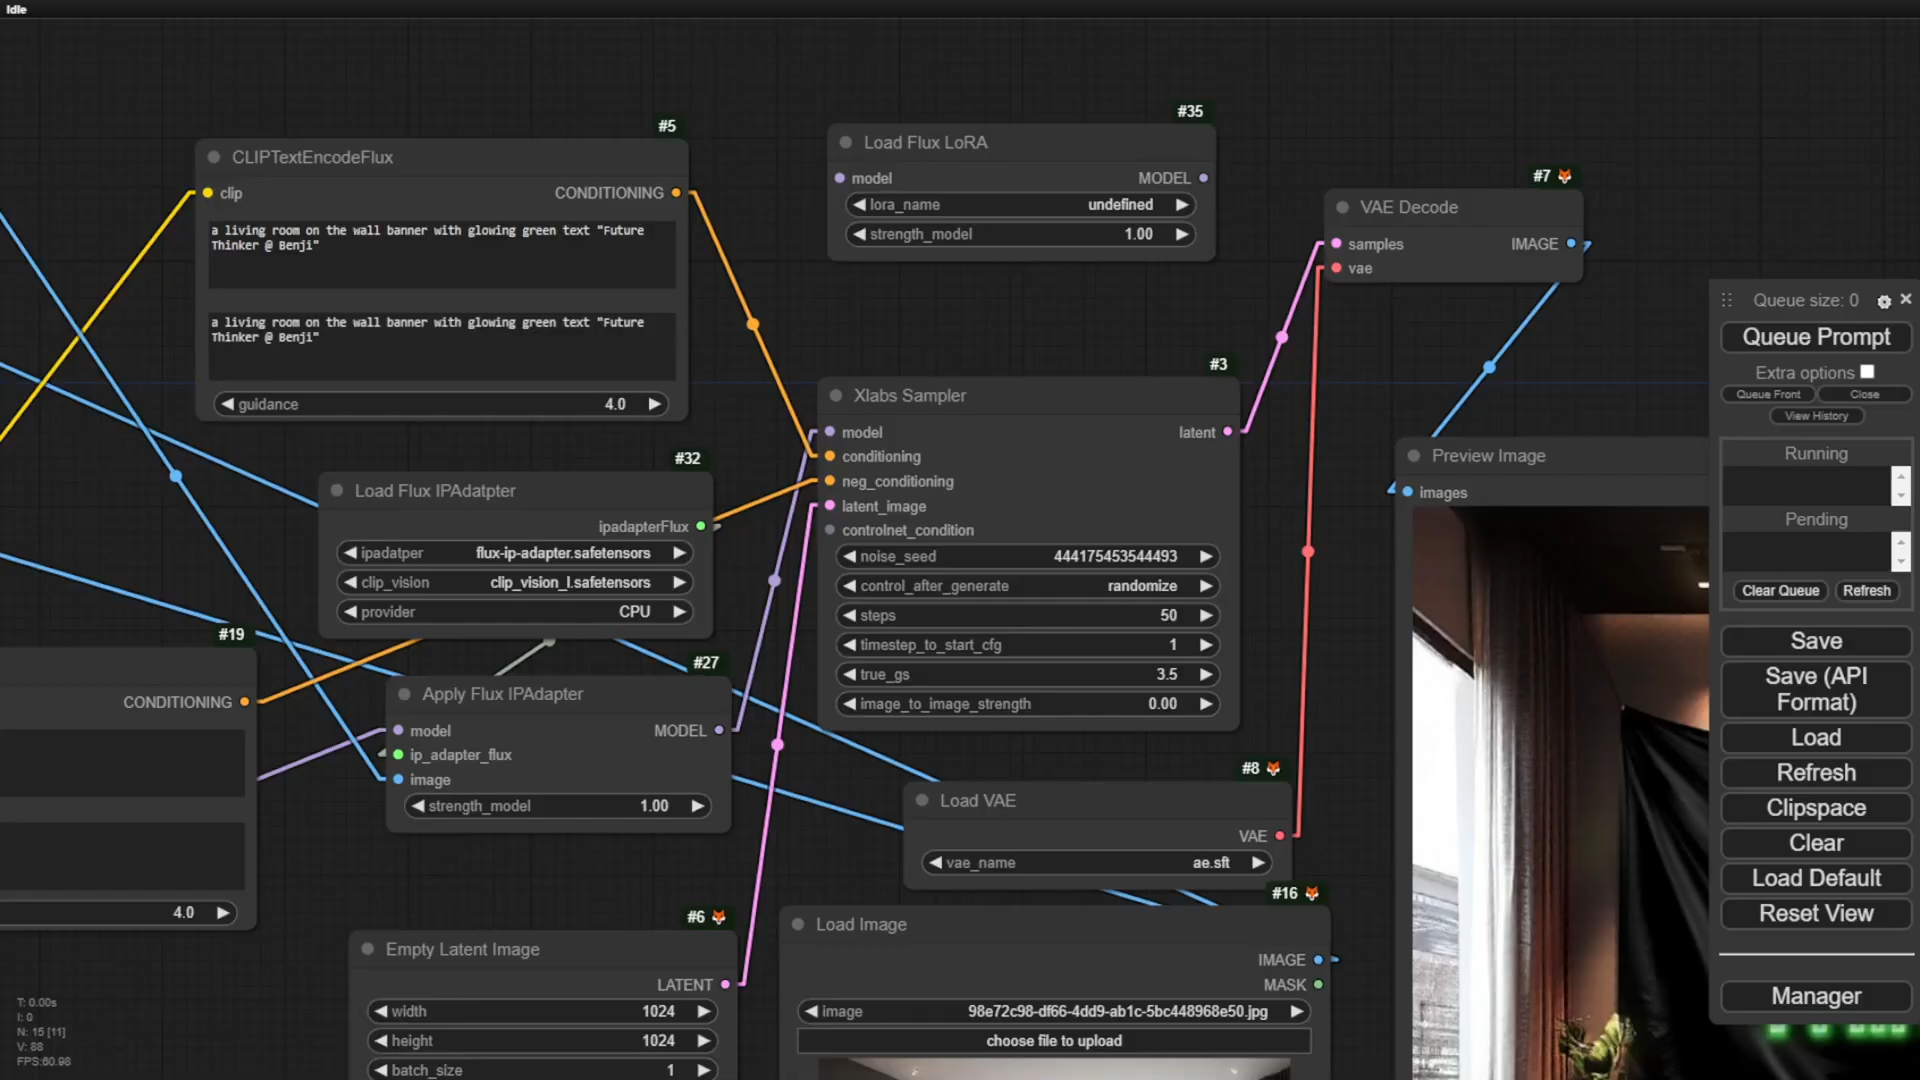 Idle
#5
CLIPTextEncodeFlux
clip
CONDITIONING
a living room on the wall banner with glowing green text "Future
Thinker @ Benji"
a living room on the wall banner with glowing green text "Future
Thinker @ Benji"
guidance 4.0
#35
Load Flux LoRA
model MODEL
lora_name undefined
strength_model 1.00
#7
VAE Decode
samples IMAGE
vae
#32
Load Flux IPAdatpter
ipadapterFlux
ipadatper flux-ip-adapter.safetensors
clip_vision clip_vision_l.safetensors
provider CPU
#3
Xlabs Sampler
model latent
conditioning
neg_conditioning
latent_image
controlnet_condition
noise_seed 444175453544493
control_after_generate randomize
steps 50
timestep_to_start_cfg 1
true_gs 3.5
image_to_image_strength 0.00
#19
CONDITIONING
4.0
#27
Apply Flux IPAdapter
model MODEL
ip_adapter_flux
image
strength_model 1.00
#8
Load VAE
VAE
vae_name ae.sft
#6
Empty Latent Image
LATENT
width 1024
height 1024
batch_size 1
#16
Load Image
IMAGE
MASK
image 98e72c98-df66-4dd9-ab1c-5bc448968e50.jpg
choose file to upload
Preview Image
images
Queue size: 0
Queue Prompt
Extra options
Queue Front Close
View History
Running
Pending
Clear Queue Refresh
Save
Save (API
Format)
Load
Refresh
Clipspace
Clear
Load Default
Reset View
Manager
T: 0.00s
I: 0
N: 15 [11]
V: 88
FPS:60.98